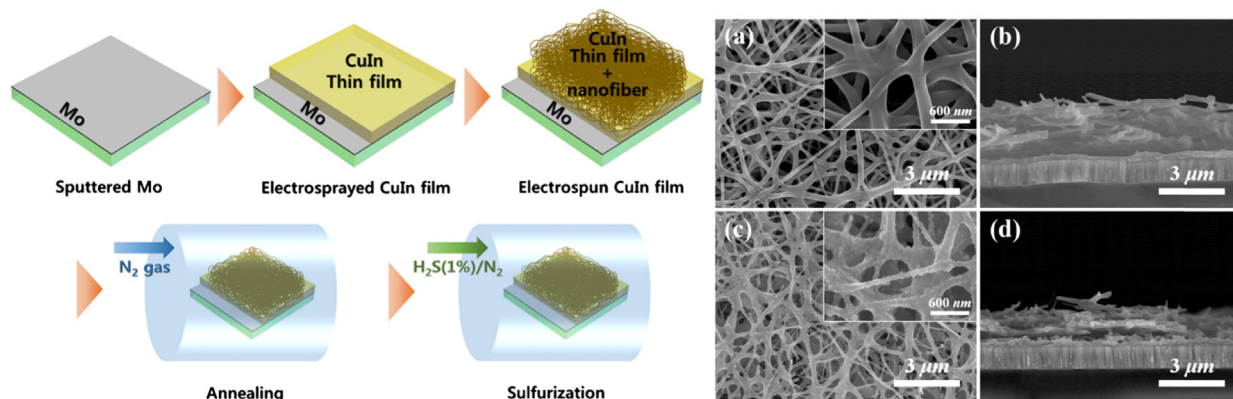 Mo
Sputtered Mo
CuIn
Thin film
Mo
Electrosprayed CuIn film
CuIn
Thin film
+
nanofiber
Mo
Electrospun CuIn film
N₂ gas
Annealing
H₂S(1%)/N₂
Sulfurization
(a)
600 nm
3 μm
(b)
3 μm
(c)
600 nm
3 μm
(d)
3 μm